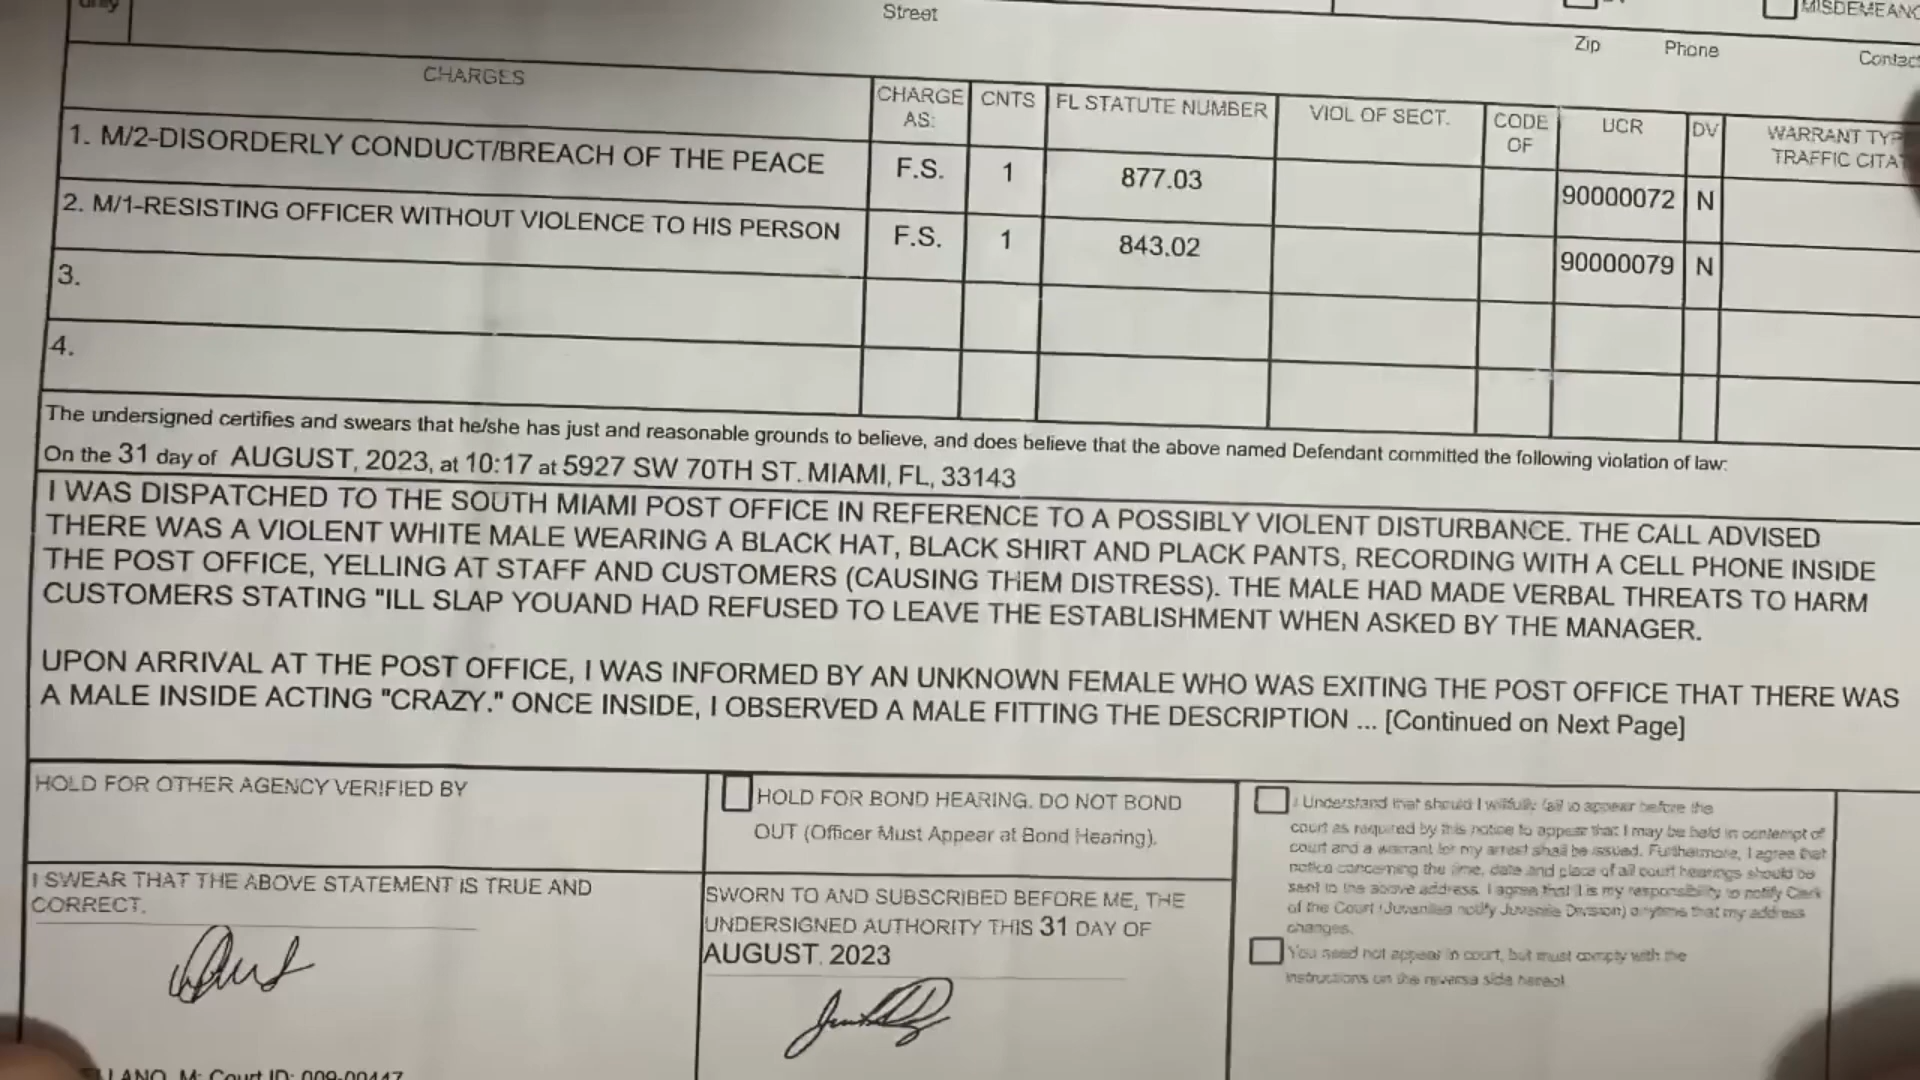 only
Street
MISDEMEANO
Zip Phone Contac
CHARGES
CHARGE AS:
CNTS
FL STATUTE NUMBER
VIOL OF SECT.
CODE OF
UCR
DV
WARRANT TYP
TRAFFIC CITA
1. M/2-DISORDERLY CONDUCT/BREACH OF THE PEACE F.S. 1 877.03 90000072 N
2. M/1-RESISTING OFFICER WITHOUT VIOLENCE TO HIS PERSON F.S. 1 843.02 90000079 N
3.
4.
The undersigned certifies and swears that he/she has just and reasonable grounds to believe, and does believe that the above named Defendant committed the following violation of law:
On the 31 day of AUGUST, 2023, at 10:17 at 5927 SW 70TH ST. MIAMI, FL, 33143
I WAS DISPATCHED TO THE SOUTH MIAMI POST OFFICE IN REFERENCE TO A POSSIBLY VIOLENT DISTURBANCE. THE CALL ADVISED
THERE WAS A VIOLENT WHITE MALE WEARING A BLACK HAT, BLACK SHIRT AND PLACK PANTS, RECORDING WITH A CELL PHONE INSIDE
THE POST OFFICE, YELLING AT STAFF AND CUSTOMERS (CAUSING THEM DISTRESS). THE MALE HAD MADE VERBAL THREATS TO HARM
CUSTOMERS STATING "ILL SLAP YOUAND HAD REFUSED TO LEAVE THE ESTABLISHMENT WHEN ASKED BY THE MANAGER.
UPON ARRIVAL AT THE POST OFFICE, I WAS INFORMED BY AN UNKNOWN FEMALE WHO WAS EXITING THE POST OFFICE THAT THERE WAS
A MALE INSIDE ACTING "CRAZY." ONCE INSIDE, I OBSERVED A MALE FITTING THE DESCRIPTION ... [Continued on Next Page]
HOLD FOR OTHER AGENCY VERIFIED BY
HOLD FOR BOND HEARING. DO NOT BOND
OUT (Officer Must Appear at Bond Hearing).
I SWEAR THAT THE ABOVE STATEMENT IS TRUE AND
CORRECT.
SWORN TO AND SUBSCRIBED BEFORE ME, THE
UNDERSIGNED AUTHORITY THIS 31 DAY OF
AUGUST, 2023
I Understand that should I willfully fail to appear before the
court as required by this notice to appear that I may be held in contempt of
court and a warrant for my arrest shall be issued. Furthermore, I agree that
notice concerning the time, date and place of all court hearings should be
sent to the above address. I agree that it is my responsibility to notify Clerk
of the Court (Juveniles notify Juvenile Division) anytime that my address
changes.
You need not appear in court, but must comply with the
instructions on the reverse side hereof.
LLANO, M; Court ID: 009-00447